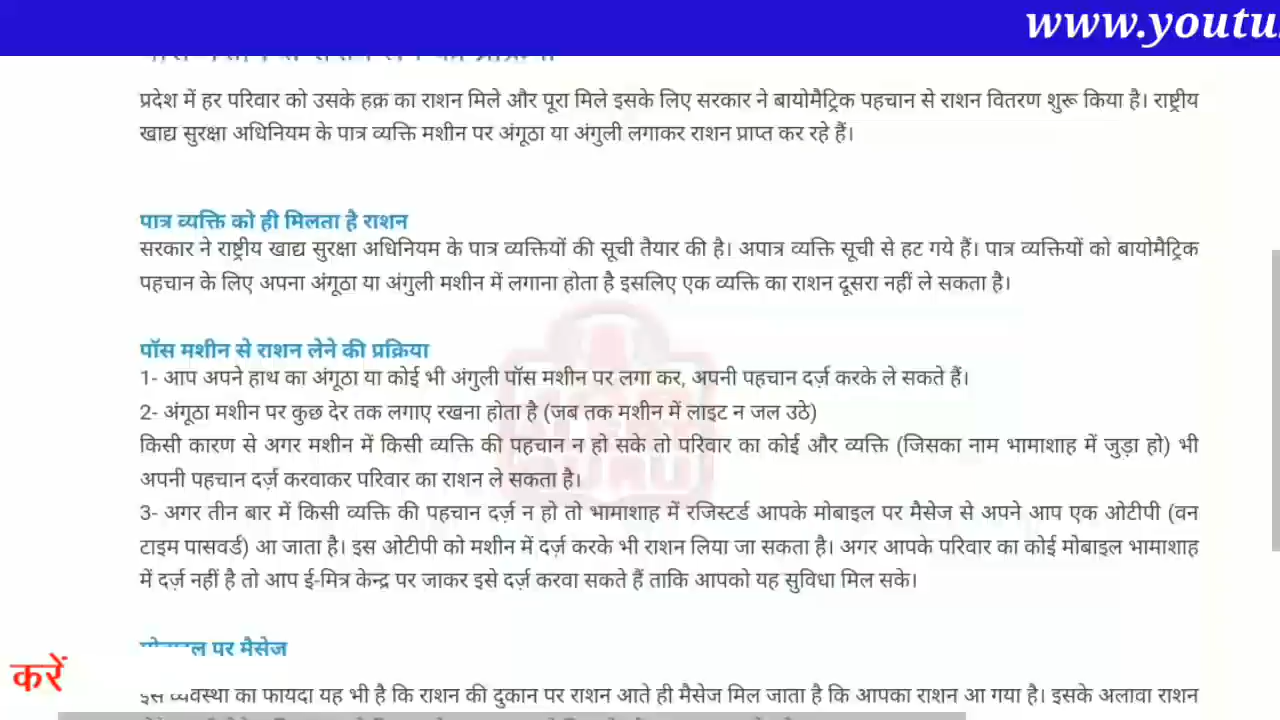 www.youtu
प्रदेश में हर परिवार को उसके हक़ का राशन मिले और पूरा मिले इसके लिए सरकार ने बायोमैट्रिक पहचान से राशन वितरण शुरू किया है। राष्ट्रीय
खाद्य सुरक्षा अधिनियम के पात्र व्यक्ति मशीन पर अंगूठा या अंगुली लगाकर राशन प्राप्त कर रहे हैं।
पात्र व्यक्ति को ही मिलता है राशन
सरकार ने राष्ट्रीय खाद्य सुरक्षा अधिनियम के पात्र व्यक्तियों की सूची तैयार की है। अपात्र व्यक्ति सूची से हट गये हैं। पात्र व्यक्तियों को बायोमैट्रिक
पहचान के लिए अपना अंगूठा या अंगुली मशीन में लगाना होता है इसलिए एक व्यक्ति का राशन दूसरा नहीं ले सकता है।
पॉस मशीन से राशन लेने की प्रक्रिया
1- आप अपने हाथ का अंगूठा या कोई भी अंगुली पॉस मशीन पर लगा कर, अपनी पहचान दर्ज़ करके ले सकते हैं।
2- अंगूठा मशीन पर कुछ देर तक लगाए रखना होता है (जब तक मशीन में लाइट न जल उठे)
किसी कारण से अगर मशीन में किसी व्यक्ति की पहचान न हो सके तो परिवार का कोई और व्यक्ति (जिसका नाम भामाशाह में जुड़ा हो) भी
अपनी पहचान दर्ज़ करवाकर परिवार का राशन ले सकता है।
3- अगर तीन बार में किसी व्यक्ति की पहचान दर्ज़ न हो तो भामाशाह में रजिस्टर्ड आपके मोबाइल पर मैसेज से अपने आप एक ओटीपी (वन
टाइम पासवर्ड) आ जाता है। इस ओटीपी को मशीन में दर्ज़ करके भी राशन लिया जा सकता है। अगर आपके परिवार का कोई मोबाइल भामाशाह
में दर्ज़ नहीं है तो आप ई-मित्र केन्द्र पर जाकर इसे दर्ज़ करवा सकते हैं ताकि आपको यह सुविधा मिल सके।
पर मैसेज
करें
इस व्यवस्था का फायदा यह भी है कि राशन की दुकान पर राशन आते ही मैसेज मिल जाता है कि आपका राशन आ गया है। इसके अलावा राशन